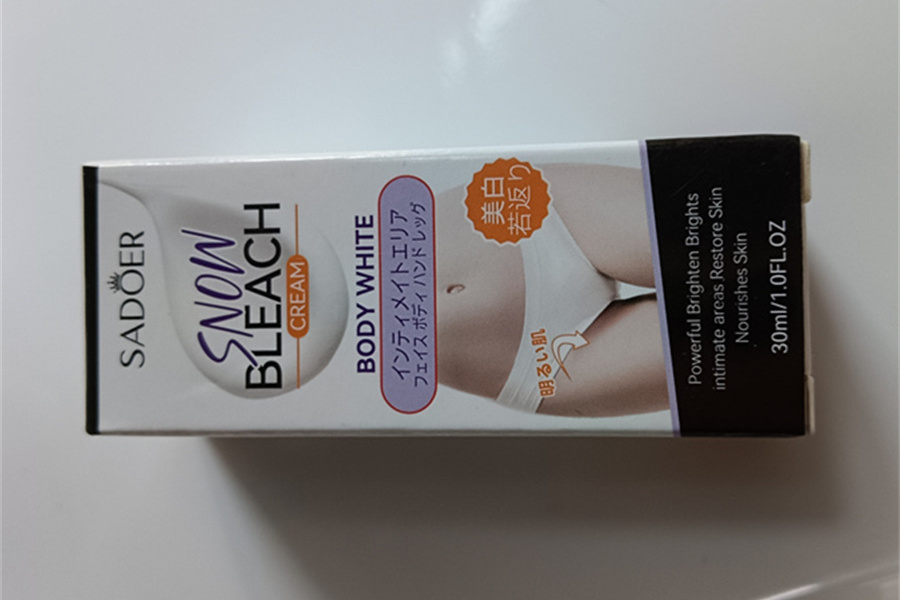 SADOER
SNOW
BLEACH
CREAM
BODY WHITE
インティメイトエリア
フェイス ボディ ハンド レッグ
美白
若返り
明るい肌
Powerful Brighten Brights
intimate areas Restore Skin
Nourishes Skin
30ml/1.0FL.OZ